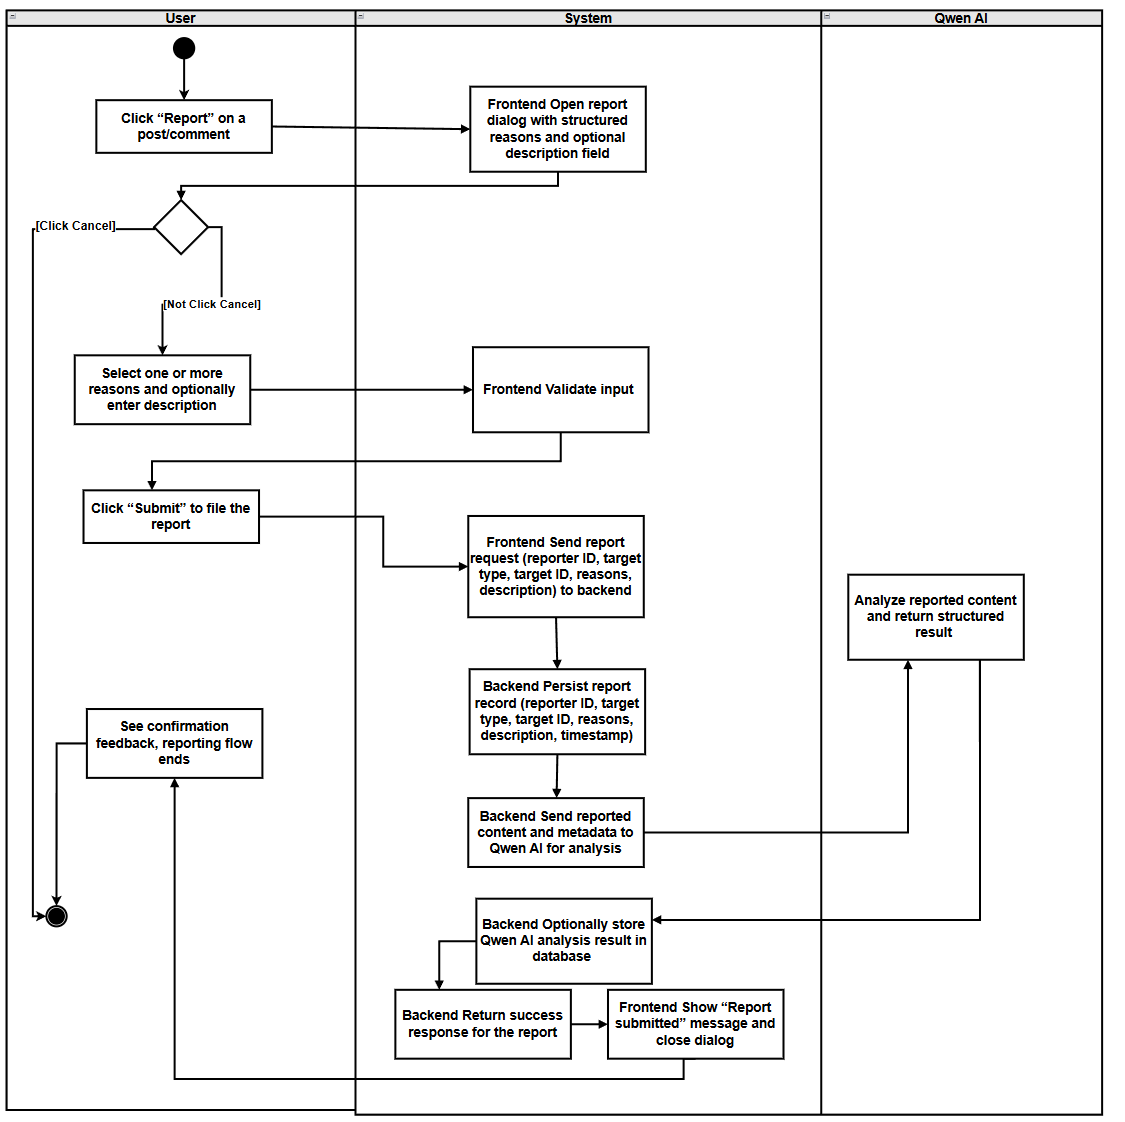 User
System
Qwen AI
Click “Report” on a
post/comment
Frontend Open report
dialog with structured
reasons and optional
description field
[Click Cancel]
[Not Click Cancel]
Select one or more
reasons and optionally
enter description
Frontend Validate input
Click “Submit” to file the
report
Frontend Send report
request (reporter ID, target
type, target ID, reasons,
description) to backend
Analyze reported content
and return structured
result
Backend Persist report
record (reporter ID, target
type, target ID, reasons,
description, timestamp)
See confirmation
feedback, reporting flow
ends
Backend Send reported
content and metadata to
Qwen AI for analysis
Backend Optionally store
Qwen AI analysis result in
database
Backend Return success
response for the report
Frontend Show “Report
submitted” message and
close dialog